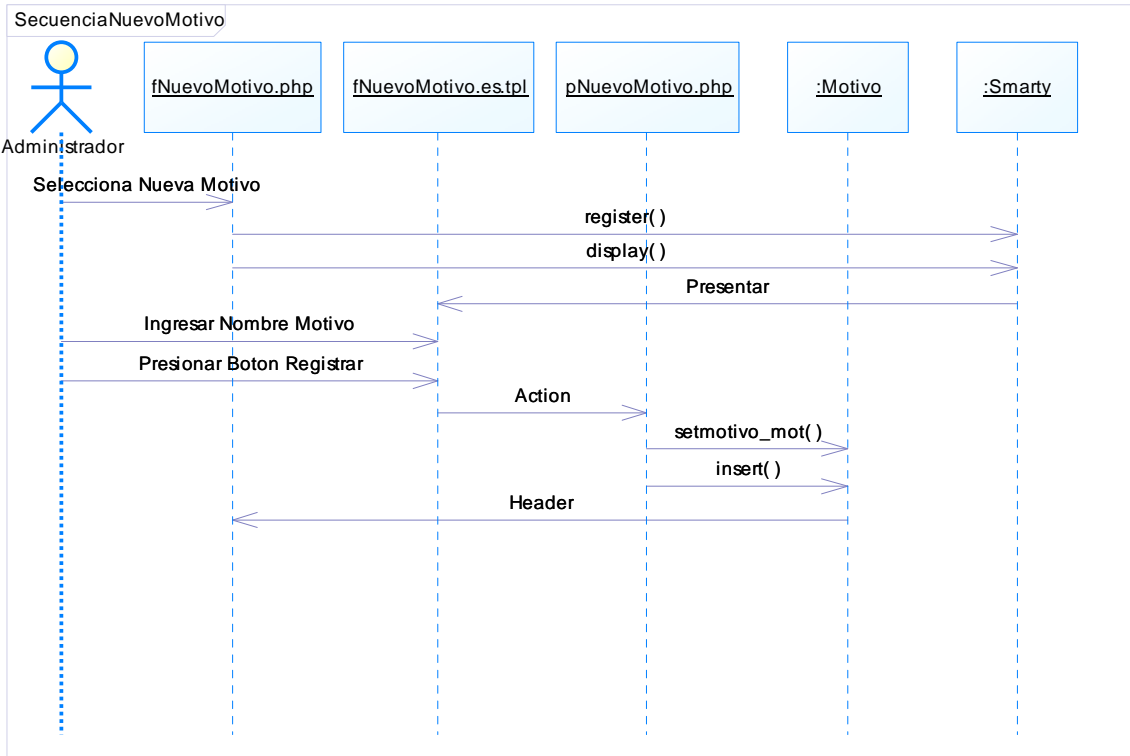 SecuenciaNuevoMotivo
fNuevoMotivo.php
fNuevoMotivo.es.tpl
pNuevoMotivo.php
:Motivo
:Smarty
Administrador
Selecciona Nueva Motivo
register( )
display( )
Presentar
Ingresar Nombre Motivo
Presionar Boton Registrar
Action
setmotivo_mot( )
insert( )
Header